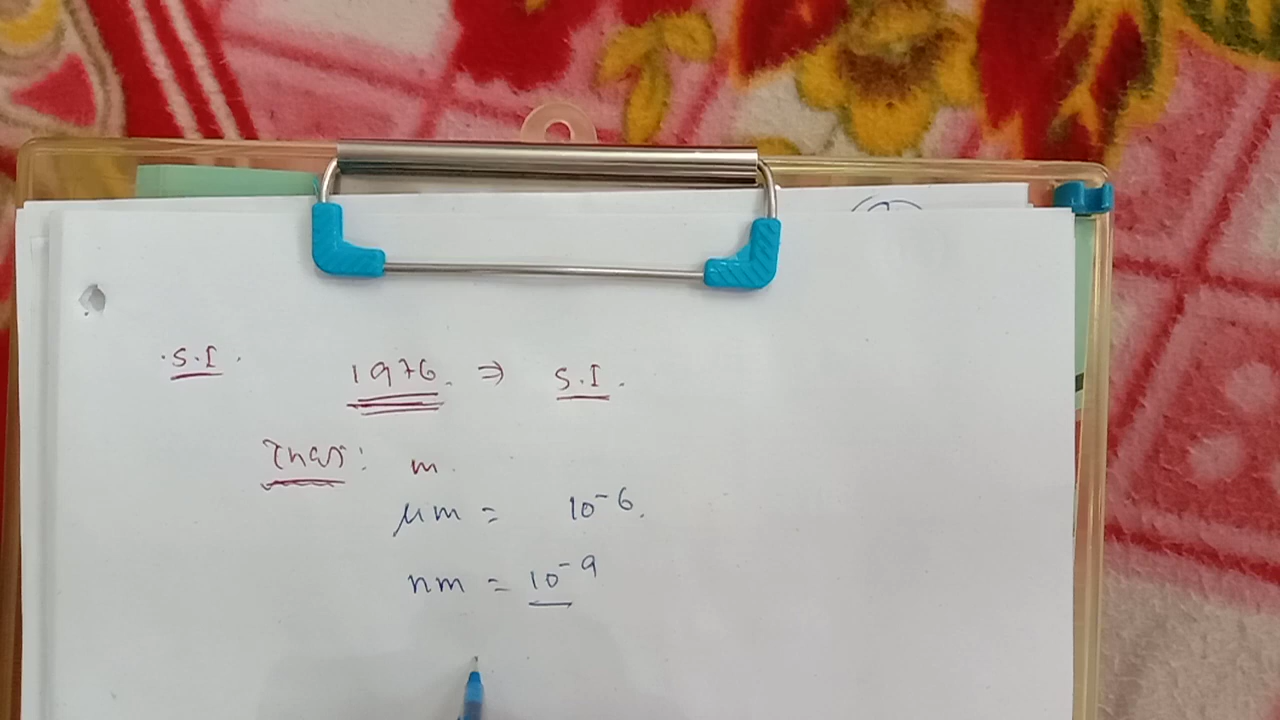 S.I.
1976. ⇒ S.I.
m.
μm = 10⁻⁶.
nm = 10⁻⁹